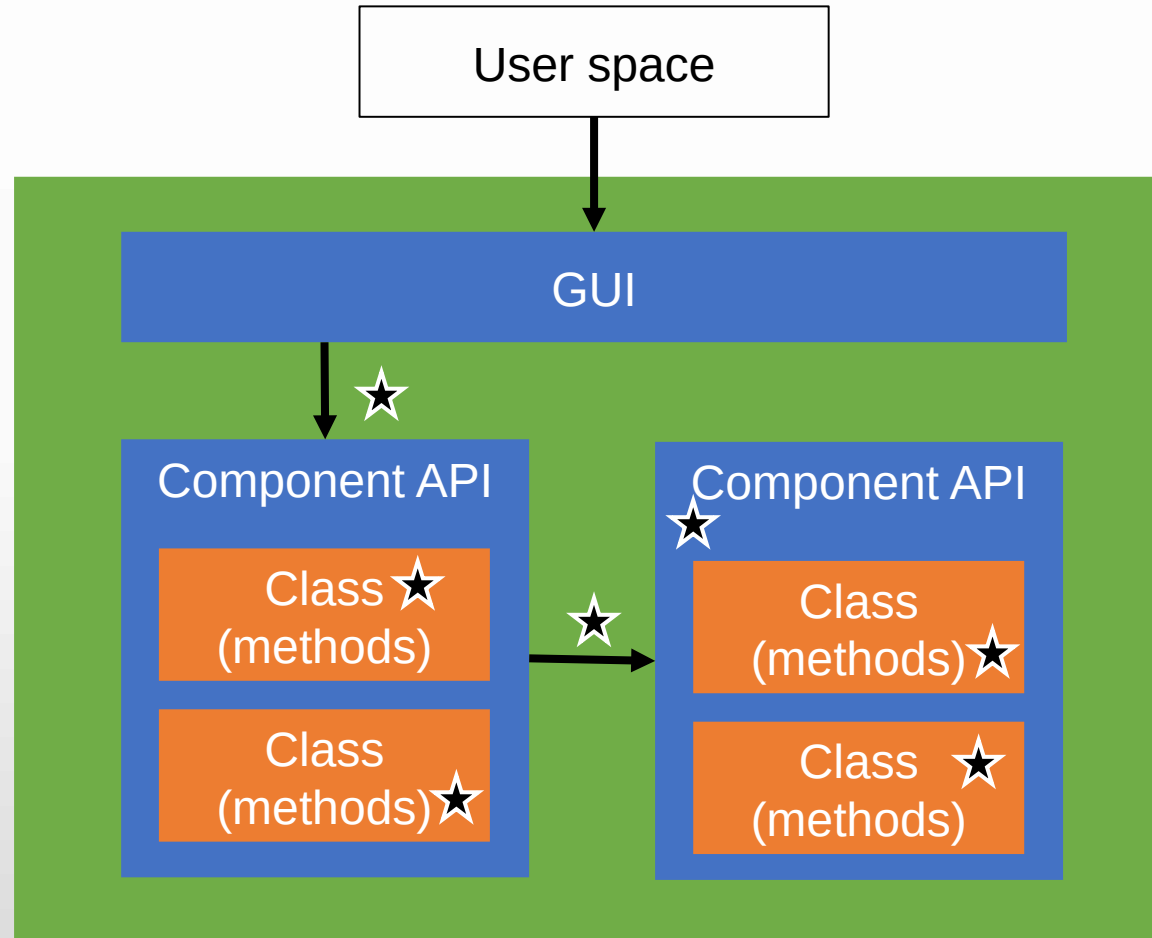 User space
GUI
Component API
Class
(methods)
Class
(methods)
Component API
Class
(methods)
Class
(methods)